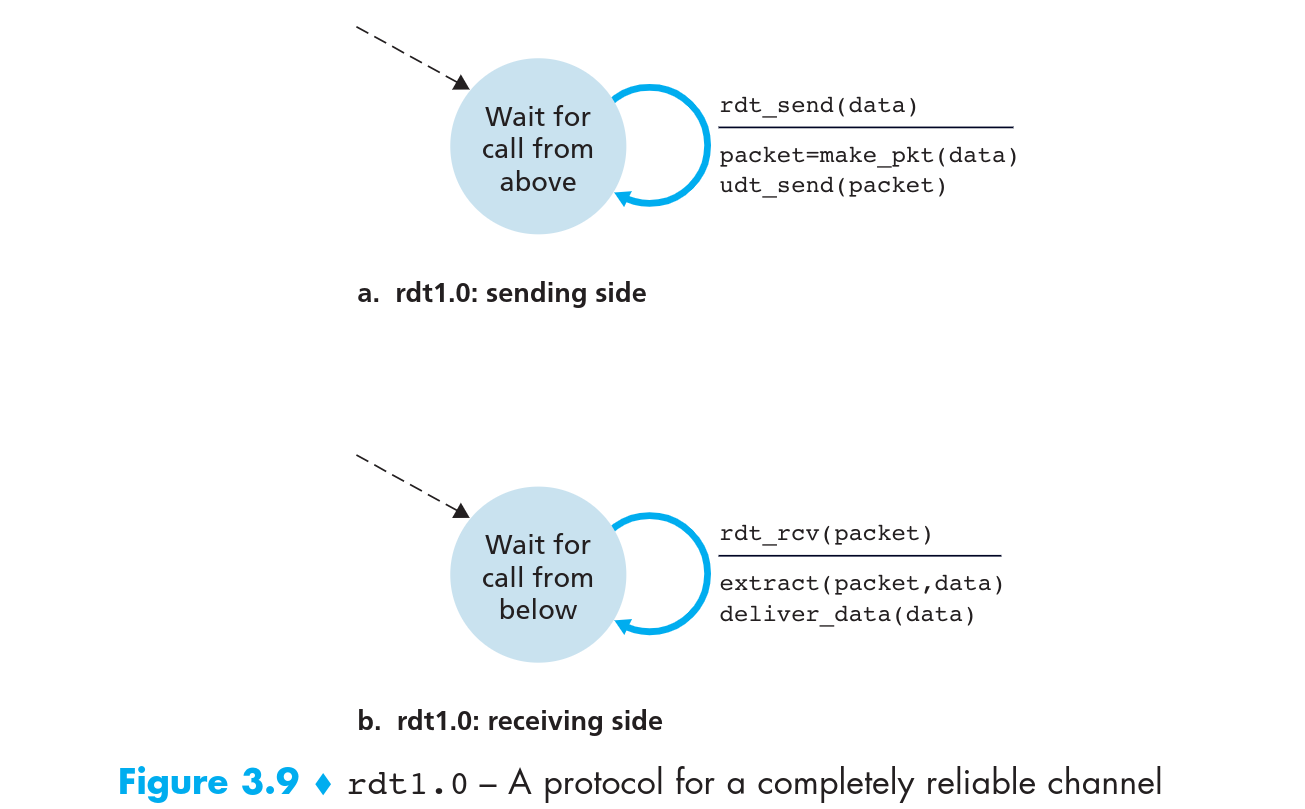 Wait for
call from
above
rdt_send(data)
packet=make_pkt(data)
udt_send(packet)
a. rdt1.0: sending side
Wait for
call from
below
rdt_rcv(packet)
extract(packet,data)
deliver_data(data)
b. rdt1.0: receiving side
Figure 3.9 ♦ rdt1.0 – A protocol for a completely reliable channel